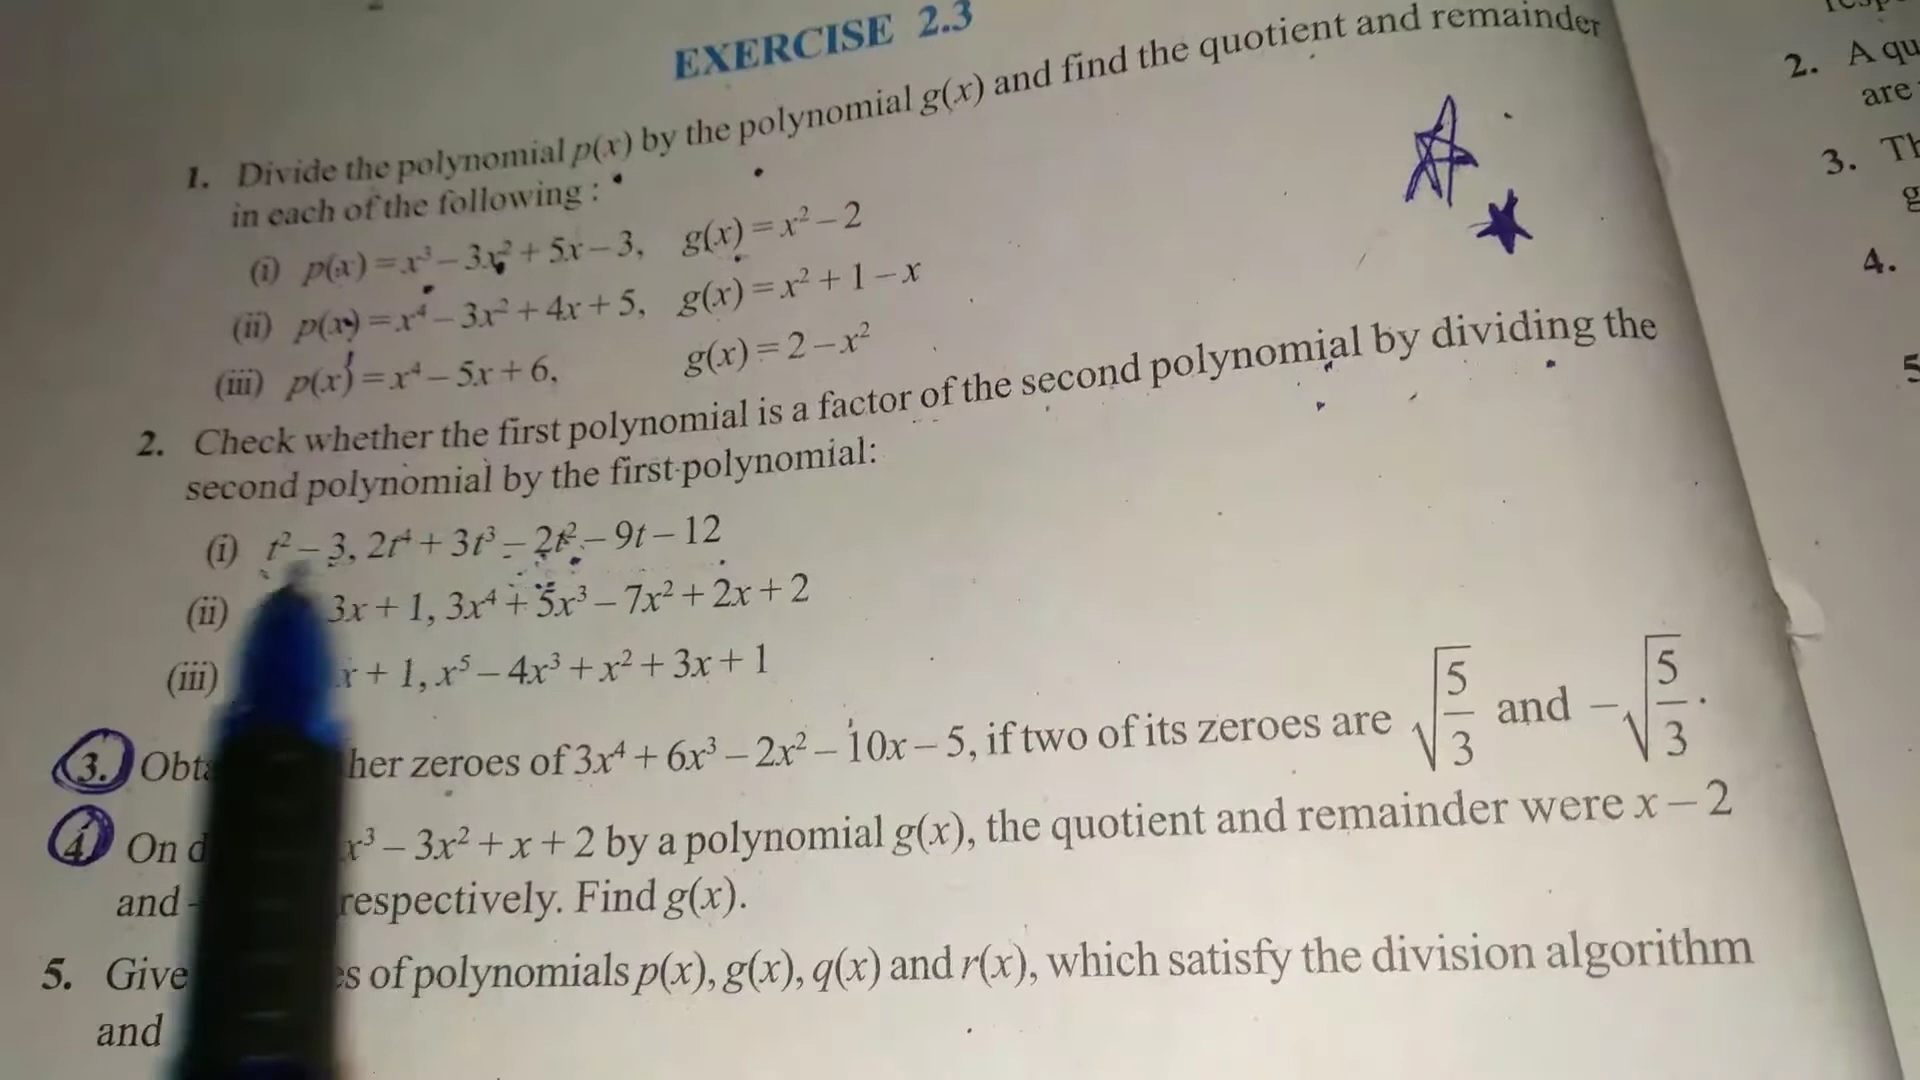 EXERCISE 2.3
1. Divide the polynomial p(x) by the polynomial g(x) and find the quotient and remainder
in each of the following :
(i) p(x) = x³ – 3x² + 5x – 3, g(x) = x² – 2
(ii) p(x) = x⁴ – 3x² + 4x + 5, g(x) = x² + 1 – x
(iii) p(x) = x⁴ – 5x + 6, g(x) = 2 – x²
2. Check whether the first polynomial is a factor of the second polynomial by dividing the
second polynomial by the first polynomial:
(i) t² – 3, 2t⁴ + 3t³ – 2t² – 9t – 12
(ii) 3x + 1, 3x⁴ + 5x³ – 7x² + 2x + 2
(iii) x + 1, x⁵ – 4x³ + x² + 3x + 1
3. zeroes of 3x⁴ + 6x³ – 2x² – 10x – 5, if two of its zeroes are √5/3 and –√5/3.
4. On x³ – 3x² + x + 2 by a polynomial g(x), the quotient and remainder were x – 2
and respectively. Find g(x).
5. Give of polynomials p(x), g(x), q(x) and r(x), which satisfy the division algorithm
and
2. A
are
3.
4.
5